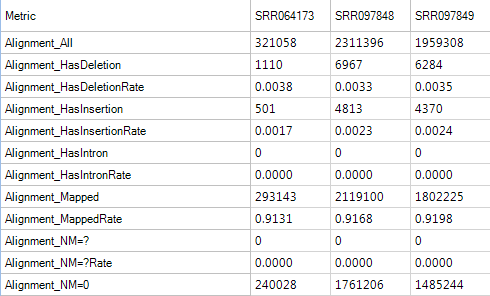 Metric SRR064173 SRR097848 SRR097849
Alignment_All 321058 2311396 1959308
Alignment_HasDeletion 1110 6967 6284
Alignment_HasDeletionRate 0.0038 0.0033 0.0035
Alignment_HasInsertion 501 4813 4370
Alignment_HasInsertionRate 0.0017 0.0023 0.0024
Alignment_HasIntron 0 0 0
Alignment_HasIntronRate 0.0000 0.0000 0.0000
Alignment_Mapped 293143 2119100 1802225
Alignment_MappedRate 0.9131 0.9168 0.9198
Alignment_NM=? 0 0 0
Alignment_NM=?Rate 0.0000 0.0000 0.0000
Alignment_NM=0 240028 1761206 1485244